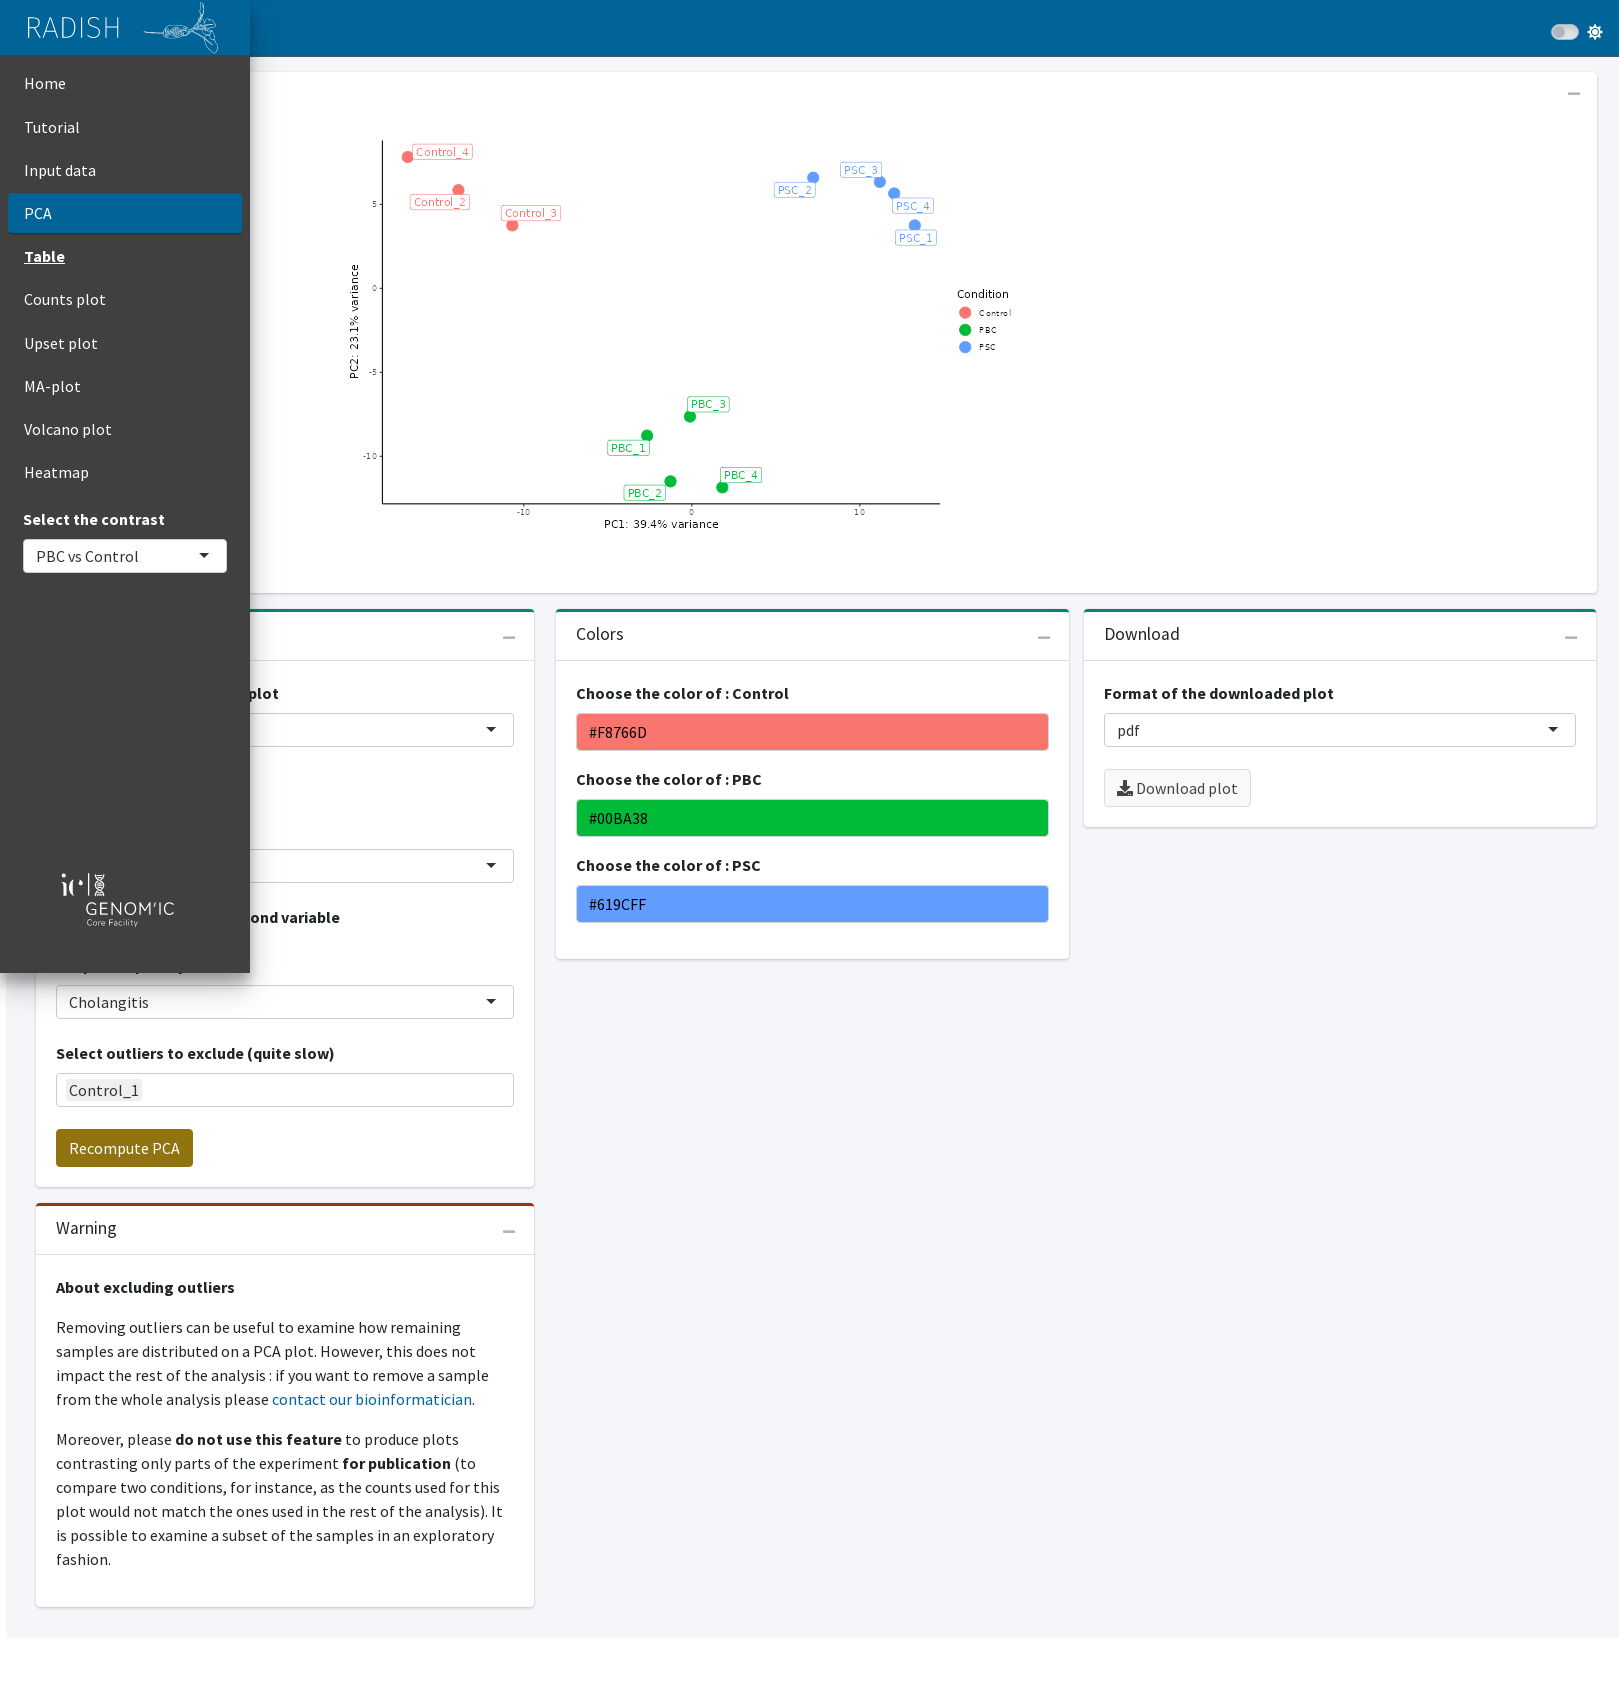 RADISH
Home
Tutorial
Input data
PCA
Table
Counts plot
Upset plot
MA-plot
Volcano plot
Heatmap
Select the contrast
PBC vs Control
ic
GENOM'IC
Core Facility
Control_4
Control_2
Control_3
PSC_2
PSC_3
PSC_4
PSC_1
PBC_3
PBC_1
PBC_2
PBC_4
5
0
-5
-10
PC2: 23.1% variance
-10
0
10
PC1: 39.4% variance
Condition
Control
PBC
PSC
plot
ond variable
Cholangitis
Select outliers to exclude (quite slow)
Control_1
Recompute PCA
Colors
Choose the color of : Control
#F8766D
Choose the color of : PBC
#00BA38
Choose the color of : PSC
#619CFF
Download
Format of the downloaded plot
pdf
Download plot
Warning
About excluding outliers
Removing outliers can be useful to examine how remaining
samples are distributed on a PCA plot. However, this does not
impact the rest of the analysis : if you want to remove a sample
from the whole analysis please contact our bioinformatician.
Moreover, please do not use this feature to produce plots
contrasting only parts of the experiment for publication (to
compare two conditions, for instance, as the counts used for this
plot would not match the ones used in the rest of the analysis). It
is possible to examine a subset of the samples in an exploratory
fashion.